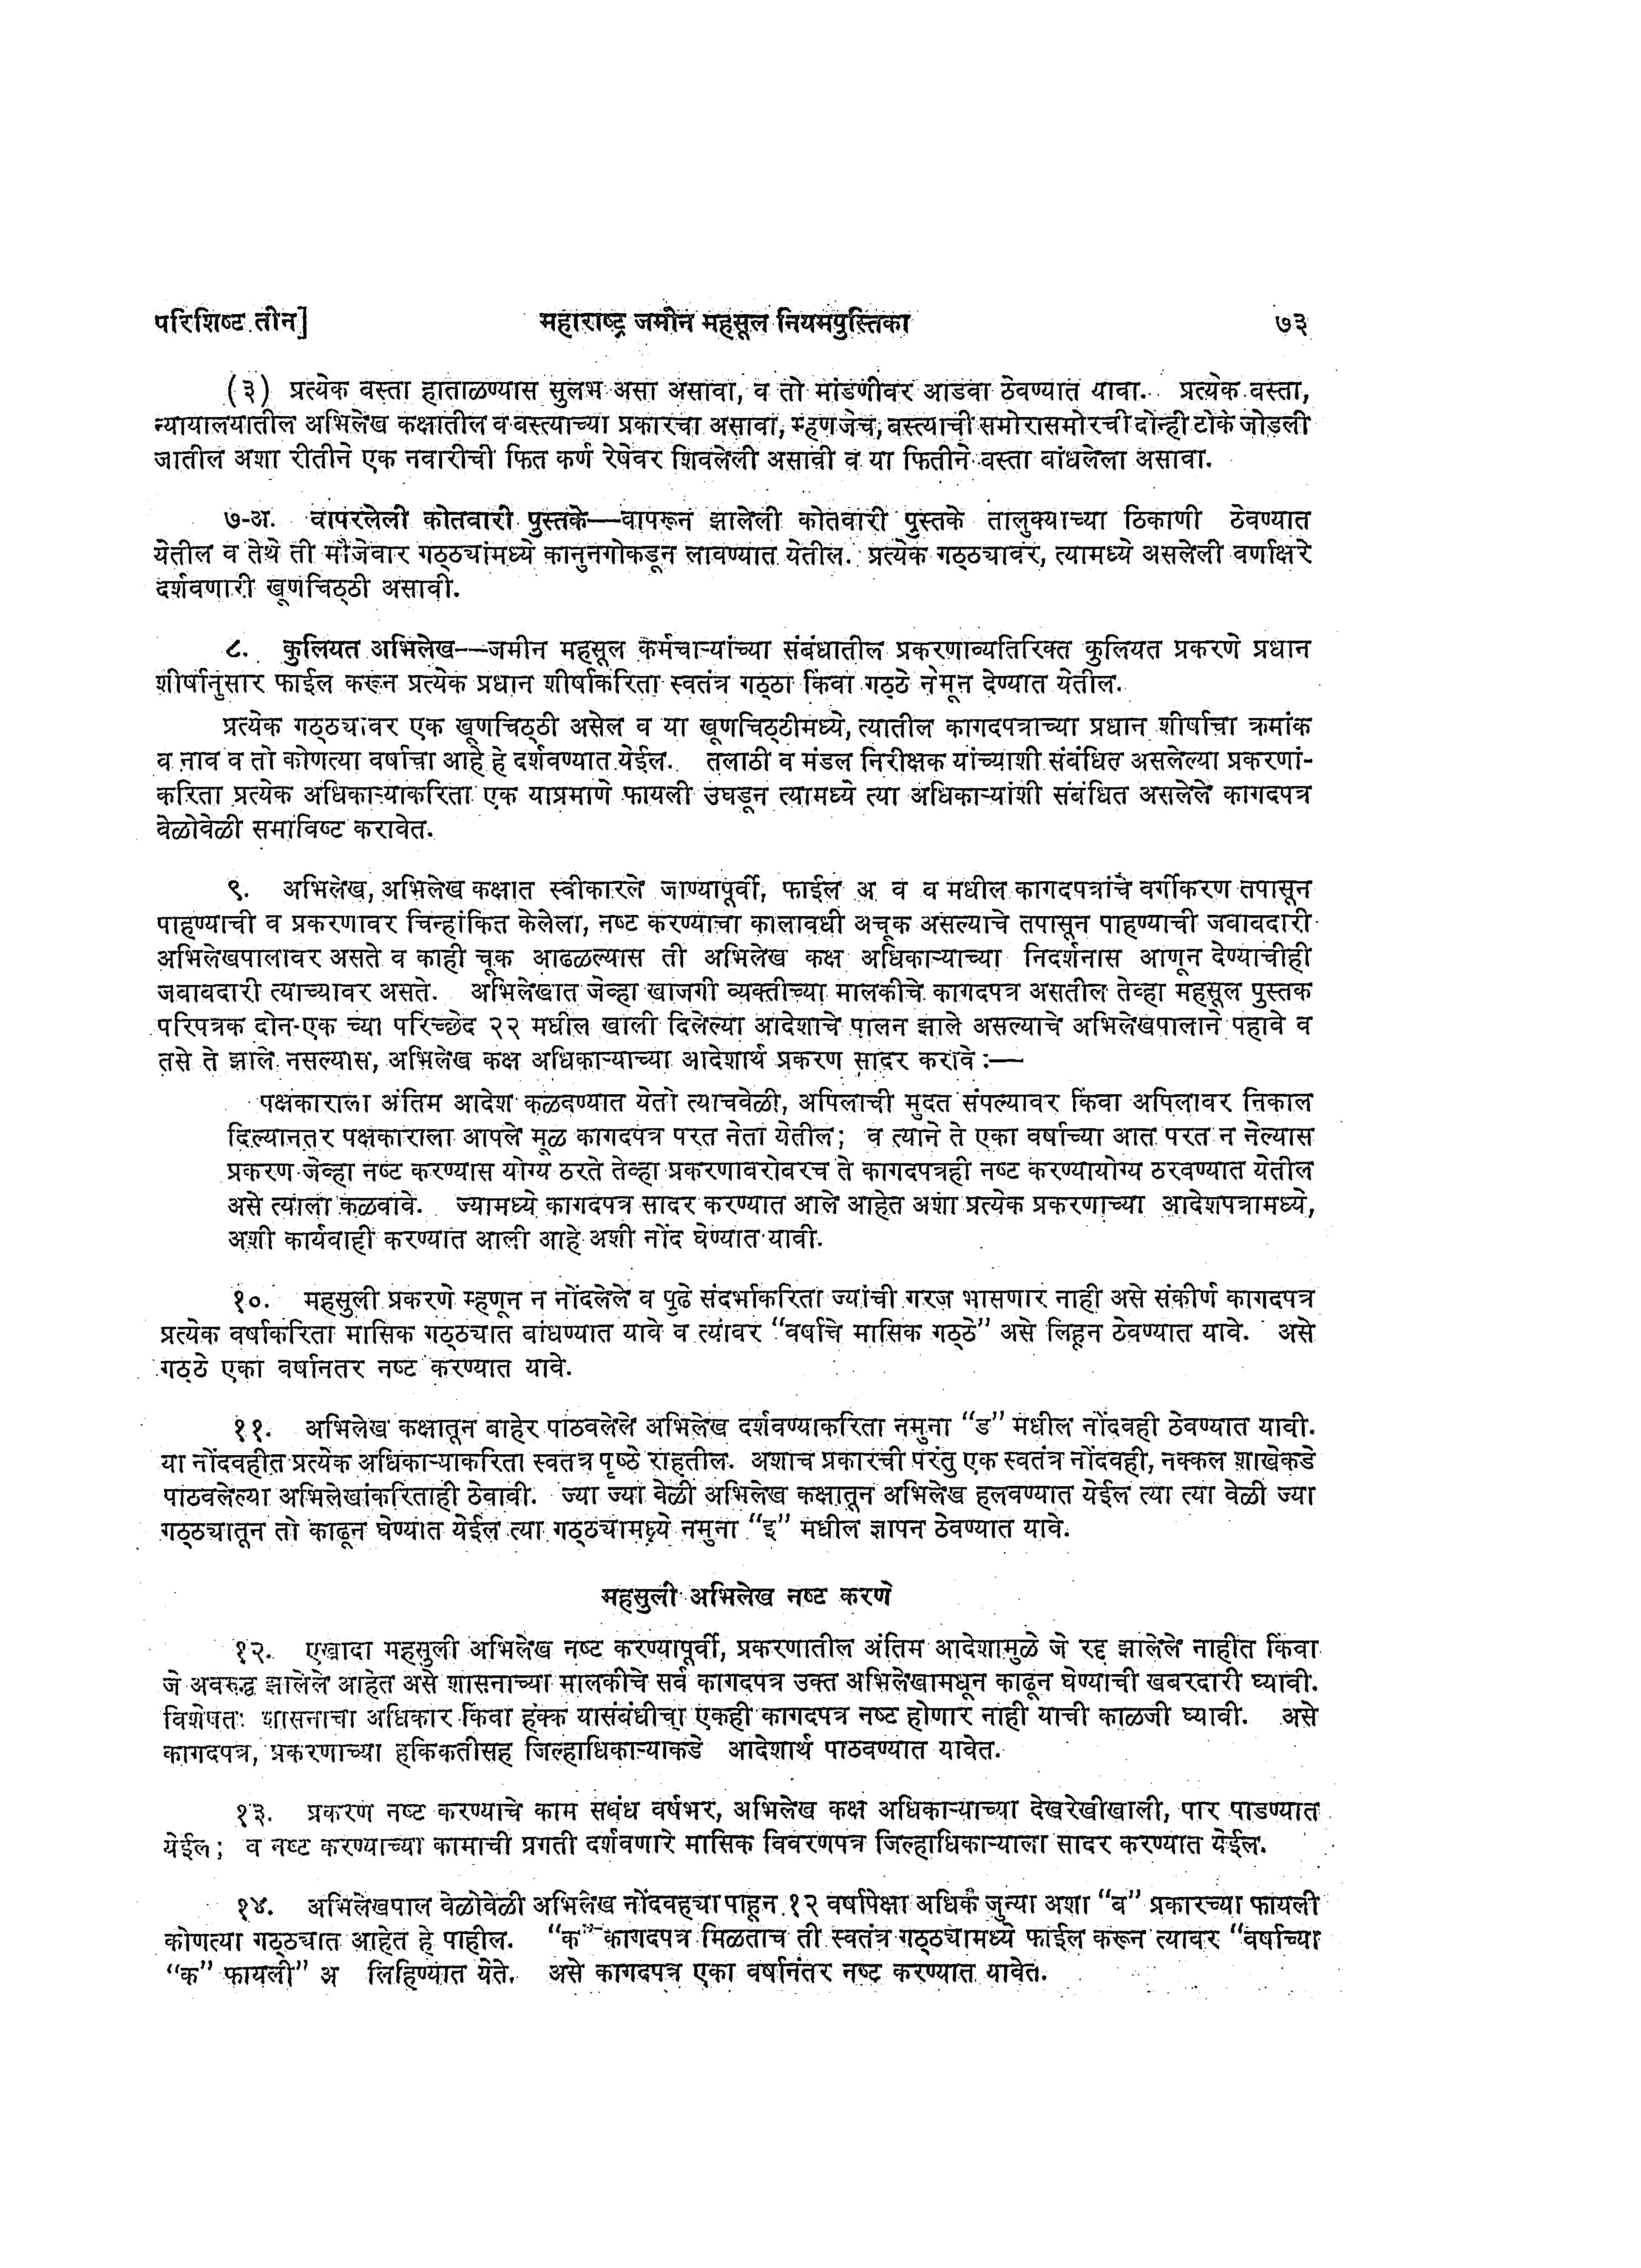 परिशिष्ट तीन]
महाराष्ट्र जमीन महसूल नियमपुस्तिका
७३
(३) प्रत्येक बस्ता हाताळण्यास सुलभ असा असावा, व तो मांडणीवर आडवा ठेवण्यात यावा. प्रत्येक बस्ता,
न्यायालयातील अभिलेख कक्षातील व बस्त्याच्या प्रकारचा असावा, म्हणजेच, बस्त्याची समोरासमोरची दोन्ही टोके जोडली
जातील अशा रीतीने एक नवारीची फित कर्ण रेषेवर शिवलेली असावी व या फितीने बस्ता बांधलेला असावा.
७-अ. वापरलेली कोतवारी पुस्तके—वापरून झालेली कोतवारी पुस्तके तालुक्याच्या ठिकाणी ठेवण्यात
येतील व तेथे ती मौजेवार गठ्ठ्यांमध्ये कानुनगोकडून लावण्यात येतील. प्रत्येक गठ्ठ्यावर, त्यामध्ये असलेली वर्णाक्षरे
दर्शवणारी खूणचिठ्ठी असावी.
८. कुलियत अभिलेख—जमीन महसूल कर्मचाऱ्यांच्या संबंधातील प्रकरणाव्यतिरिक्त कुलियत प्रकरणे प्रधान
शीर्षानुसार फाईल करून प्रत्येक प्रधान शीर्षाकरिता स्वतंत्र गठ्ठा किंवा गठ्ठे नेमून देण्यात येतील.
प्रत्येक गठ्ठ्यावर एक खूणचिठ्ठी असेल व या खूणचिठ्ठीमध्ये, त्यातील कागदपत्राच्या प्रधान शीर्षाचा क्रमांक
व नाव व तो कोणत्या वर्षाचा आहे हे दर्शवण्यात येईल. तलाठी व मंडल निरीक्षक यांच्याशी संबंधित असलेल्या प्रकरणां-
करिता प्रत्येक अधिकाऱ्याकरिता एक याप्रमाणे फायली उघडून त्यामध्ये त्या अधिकाऱ्यांशी संबंधित असलेले कागदपत्र
वेळोवेळी समाविष्ट करावेत.
९. अभिलेख, अभिलेख कक्षात स्वीकारले जाण्यापूर्वी, फाईल अ व ब मधील कागदपत्रांचे वर्गीकरण तपासून
पाहण्याची व प्रकरणावर चिन्हांकित केलेला, नष्ट करण्याचा कालावधी अचूक असल्याचे तपासून पाहण्याची जबाबदारी
अभिलेखपालावर असते व काही चूक आढळल्यास ती अभिलेख कक्ष अधिकाऱ्याच्या निदर्शनास आणून देण्याचीही
जबाबदारी त्याच्यावर असते. अभिलेखात जेव्हा खाजगी व्यक्तीच्या मालकीचे कागदपत्र असतील तेव्हा महसूल पुस्तक
परिपत्रक दोन-एक च्या परिच्छेद २२ मधील खाली दिलेल्या आदेशाचे पालन झाले असल्याचे अभिलेखपालाने पहावे व
तसे ते झाले नसल्यास, अभिलेख कक्ष अधिकाऱ्याच्या आदेशार्थ प्रकरण सादर करावे :—
पक्षकाराला अंतिम आदेश कळवण्यात येतो त्याचवेळी, अपिलाची मुदत संपल्यावर किंवा अपिलावर निकाल
दिल्यानंतर पक्षकाराला आपले मूळ कागदपत्र परत नेता येतील; व त्याने ते एका वर्षाच्या आत परत न नेल्यास
प्रकरण जेव्हा नष्ट करण्यास योग्य ठरते तेव्हा प्रकरणाबरोबरच ते कागदपत्रही नष्ट करण्यायोग्य ठरवण्यात येतील
असे त्याला कळवावे. ज्यामध्ये कागदपत्र सादर करण्यात आले आहेत अशा प्रत्येक प्रकरणाच्या आदेशपत्रामध्ये,
अशी कार्यवाही करण्यात आली आहे अशी नोंद घेण्यात यावी.
१०. महसुली प्रकरणे म्हणून न नोंदलेले व पुढे संदर्भाकरिता ज्यांची गरज भासणार नाही असे संकीर्ण कागदपत्र
प्रत्येक वर्षाकरिता मासिक गठ्ठ्यात बांधण्यात यावे व त्यांवर “वर्षाचे मासिक गठ्ठे” असे लिहून ठेवण्यात यावे. असे
गठ्ठे एका वर्षानंतर नष्ट करण्यात यावे.
११. अभिलेख कक्षातून बाहेर पाठवलेले अभिलेख दर्शवण्याकरिता नमुना “ड” मधील नोंदवही ठेवण्यात यावी.
या नोंदवहीत प्रत्येक अधिकाऱ्याकरिता स्वतंत्र पृष्ठे राहतील. अशाच प्रकारची परंतु एक स्वतंत्र नोंदवही, नक्कल शाखेकडे
पाठवलेल्या अभिलेखांकरिताही ठेवावी. ज्या ज्या वेळी अभिलेख कक्षातून अभिलेख हलवण्यात येईल त्या त्या वेळी ज्या
गठ्ठ्यातून तो काढून घेण्यात येईल त्या गठ्ठ्यामध्ये नमुना “इ” मधील ज्ञापन ठेवण्यात यावे.
महसुली अभिलेख नष्ट करणे
१२. एखादा महसुली अभिलेख नष्ट करण्यापूर्वी, प्रकरणातील अंतिम आदेशामुळे जे रद्द झालेले नाहीत किंवा
जे अवरुद्ध झालेले आहेत असे शासनाच्या मालकीचे सर्व कागदपत्र उक्त अभिलेखामधून काढून घेण्याची खबरदारी घ्यावी.
विशेषतः शासनाचा अधिकार किंवा हक्क यासंबंधीचा एकही कागदपत्र नष्ट होणार नाही याची काळजी घ्यावी. असे
कागदपत्र, प्रकरणाच्या हकिकतीसह जिल्हाधिकाऱ्याकडे आदेशार्थ पाठवण्यात यावेत.
१३. प्रकरण नष्ट करण्याचे काम सबंध वर्षभर, अभिलेख कक्ष अधिकाऱ्याच्या देखरेखीखाली, पार पाडण्यात
येईल; व नष्ट करण्याच्या कामाची प्रगती दर्शवणारे मासिक विवरणपत्र जिल्हाधिकाऱ्याला सादर करण्यात येईल.
१४. अभिलेखपाल वेळोवेळी अभिलेख नोंदवह्या पाहून १२ वर्षापेक्षा अधिक जुन्या अशा “ब” प्रकारच्या फायली
कोणत्या गठ्ठ्यात आहेत हे पाहील. “क” कागदपत्र मिळताच ती स्वतंत्र गठ्ठ्यामध्ये फाईल करून त्यावर “वर्षाच्या
“क” फायली” अ लिहिण्यात येते. असे कागदपत्र एका वर्षानंतर नष्ट करण्यात यावेत.